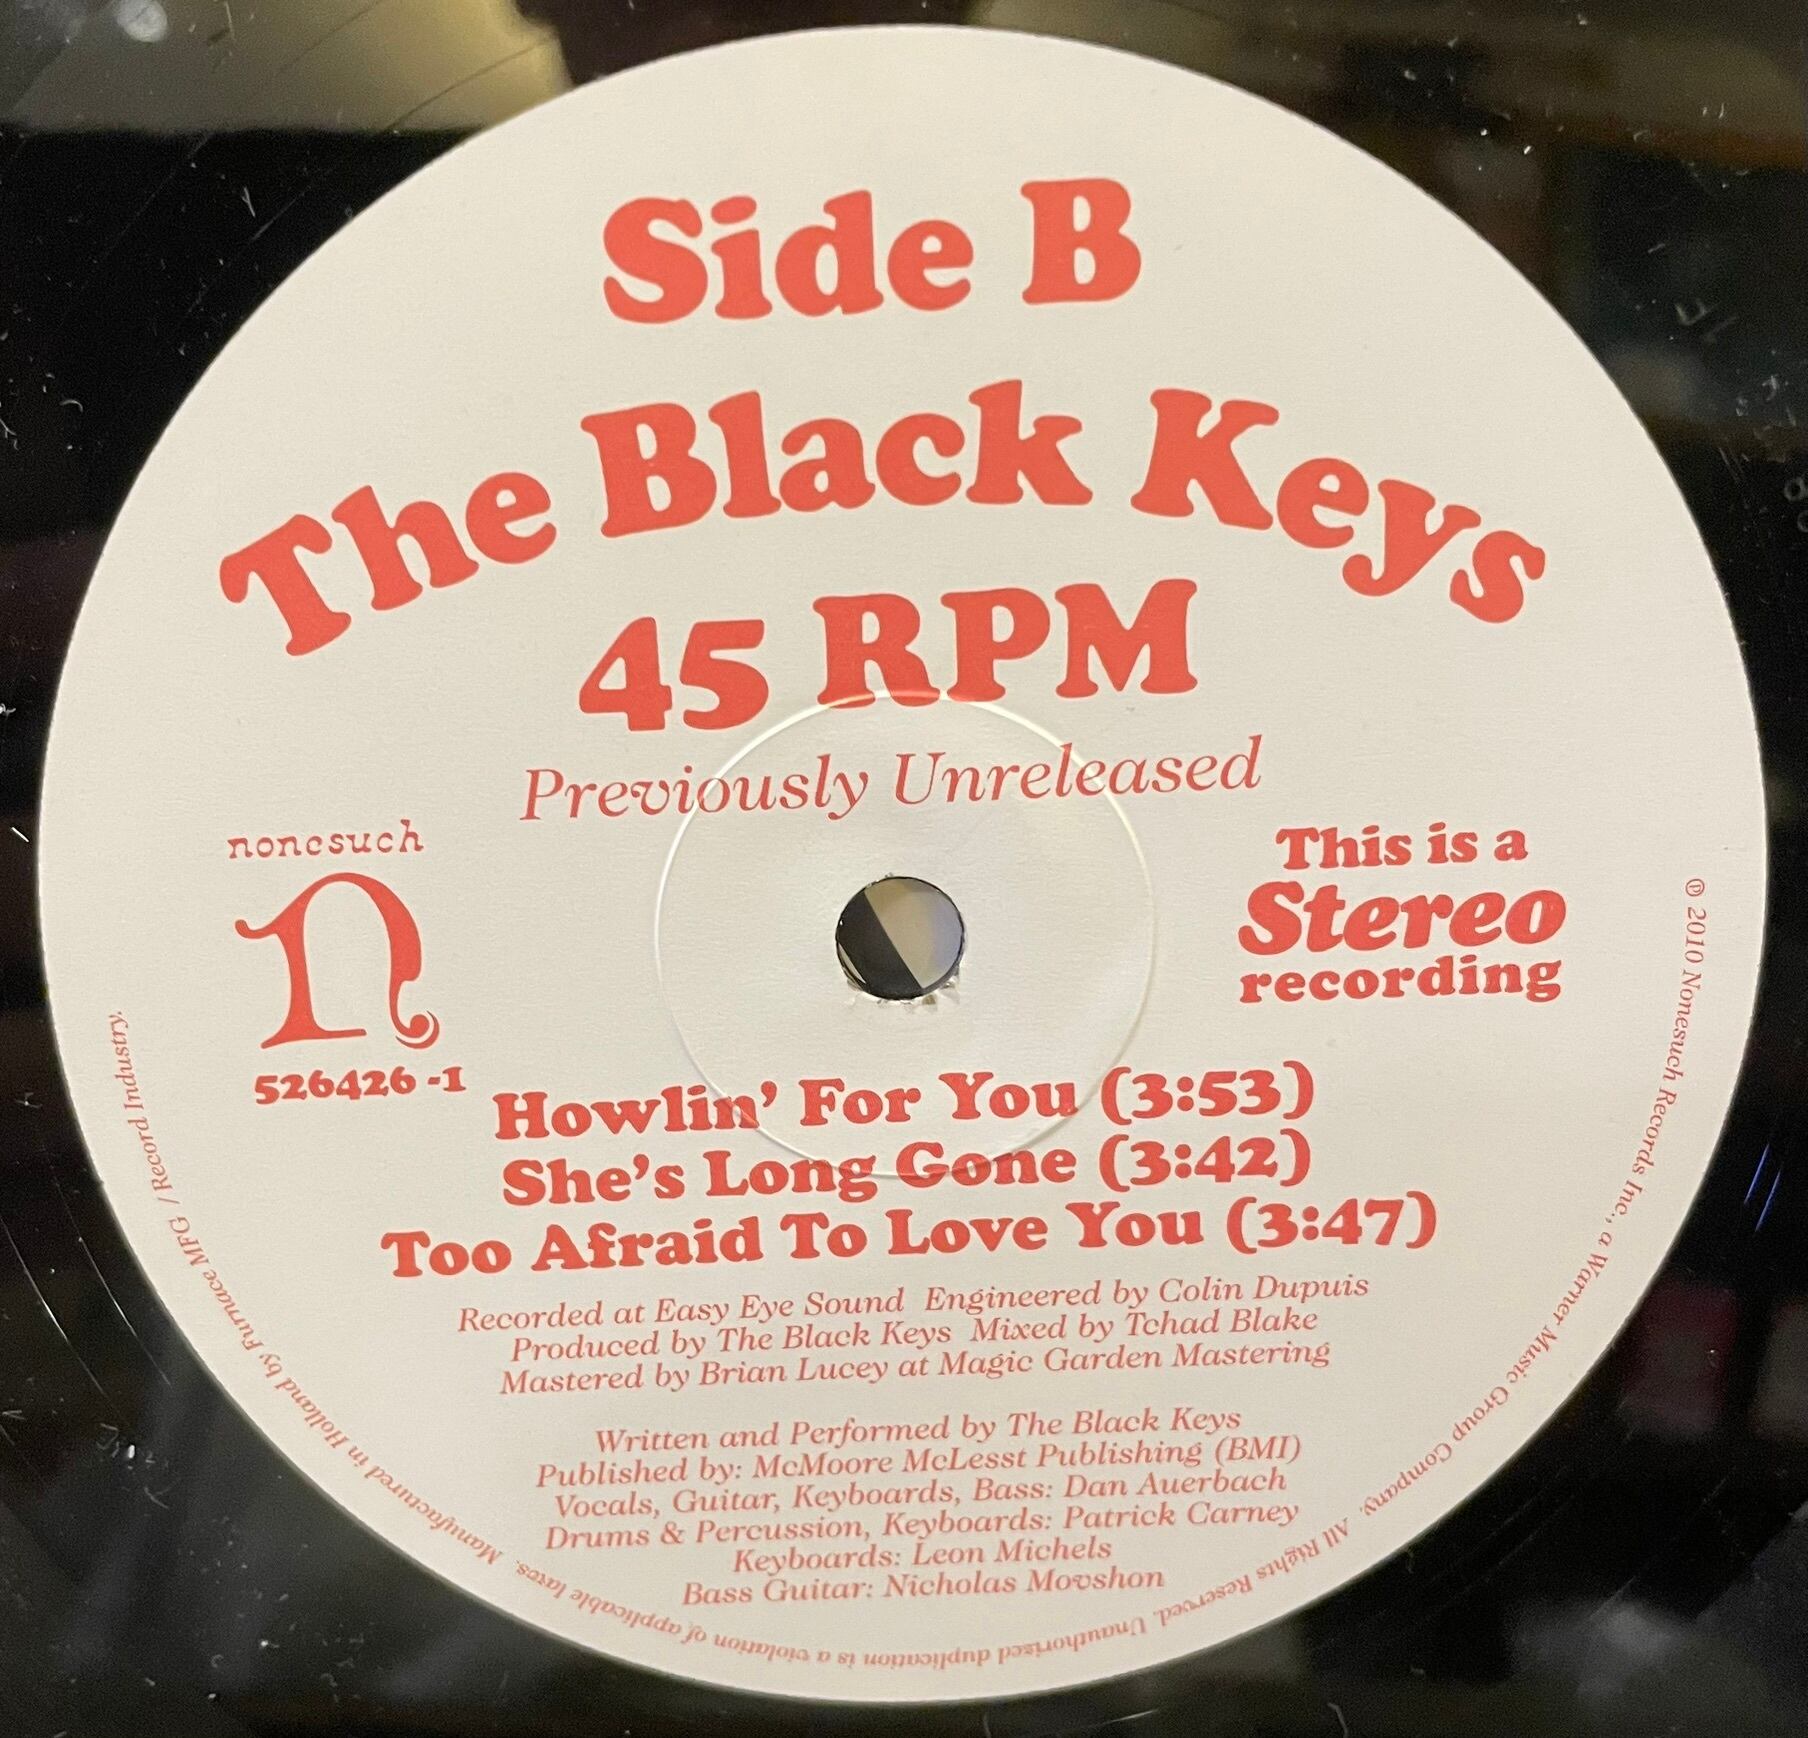 Side B
The Black Keys
45 RPM
Previously Unreleased
nonesuch
n
526426 -1
This is a
Stereo
recording
Howlin' For You (3:53)
She's Long Gone (3:42)
Too Afraid To Love You (3:47)
Recorded at Easy Eye Sound Engineered by Colin Dupuis
Produced by The Black Keys Mixed by Tchad Blake
Mastered by Brian Lucey at Magic Garden Mastering
Written and Performed by The Black Keys
Published by: McMoore McLesst Publishing (BMI)
Vocals, Guitar, Keyboards, Bass: Dan Auerbach
Drums & Percussion, Keyboards: Patrick Carney
Keyboards: Leon Michels
Bass Guitar: Nicholas Movshon
℗ 2010 Nonesuch Records Inc., a Warner Music Group Company. All Rights Reserved. Unauthorised duplication is a violation of applicable laws. Manufactured in Holland by Furnace MFG / Record Industry.